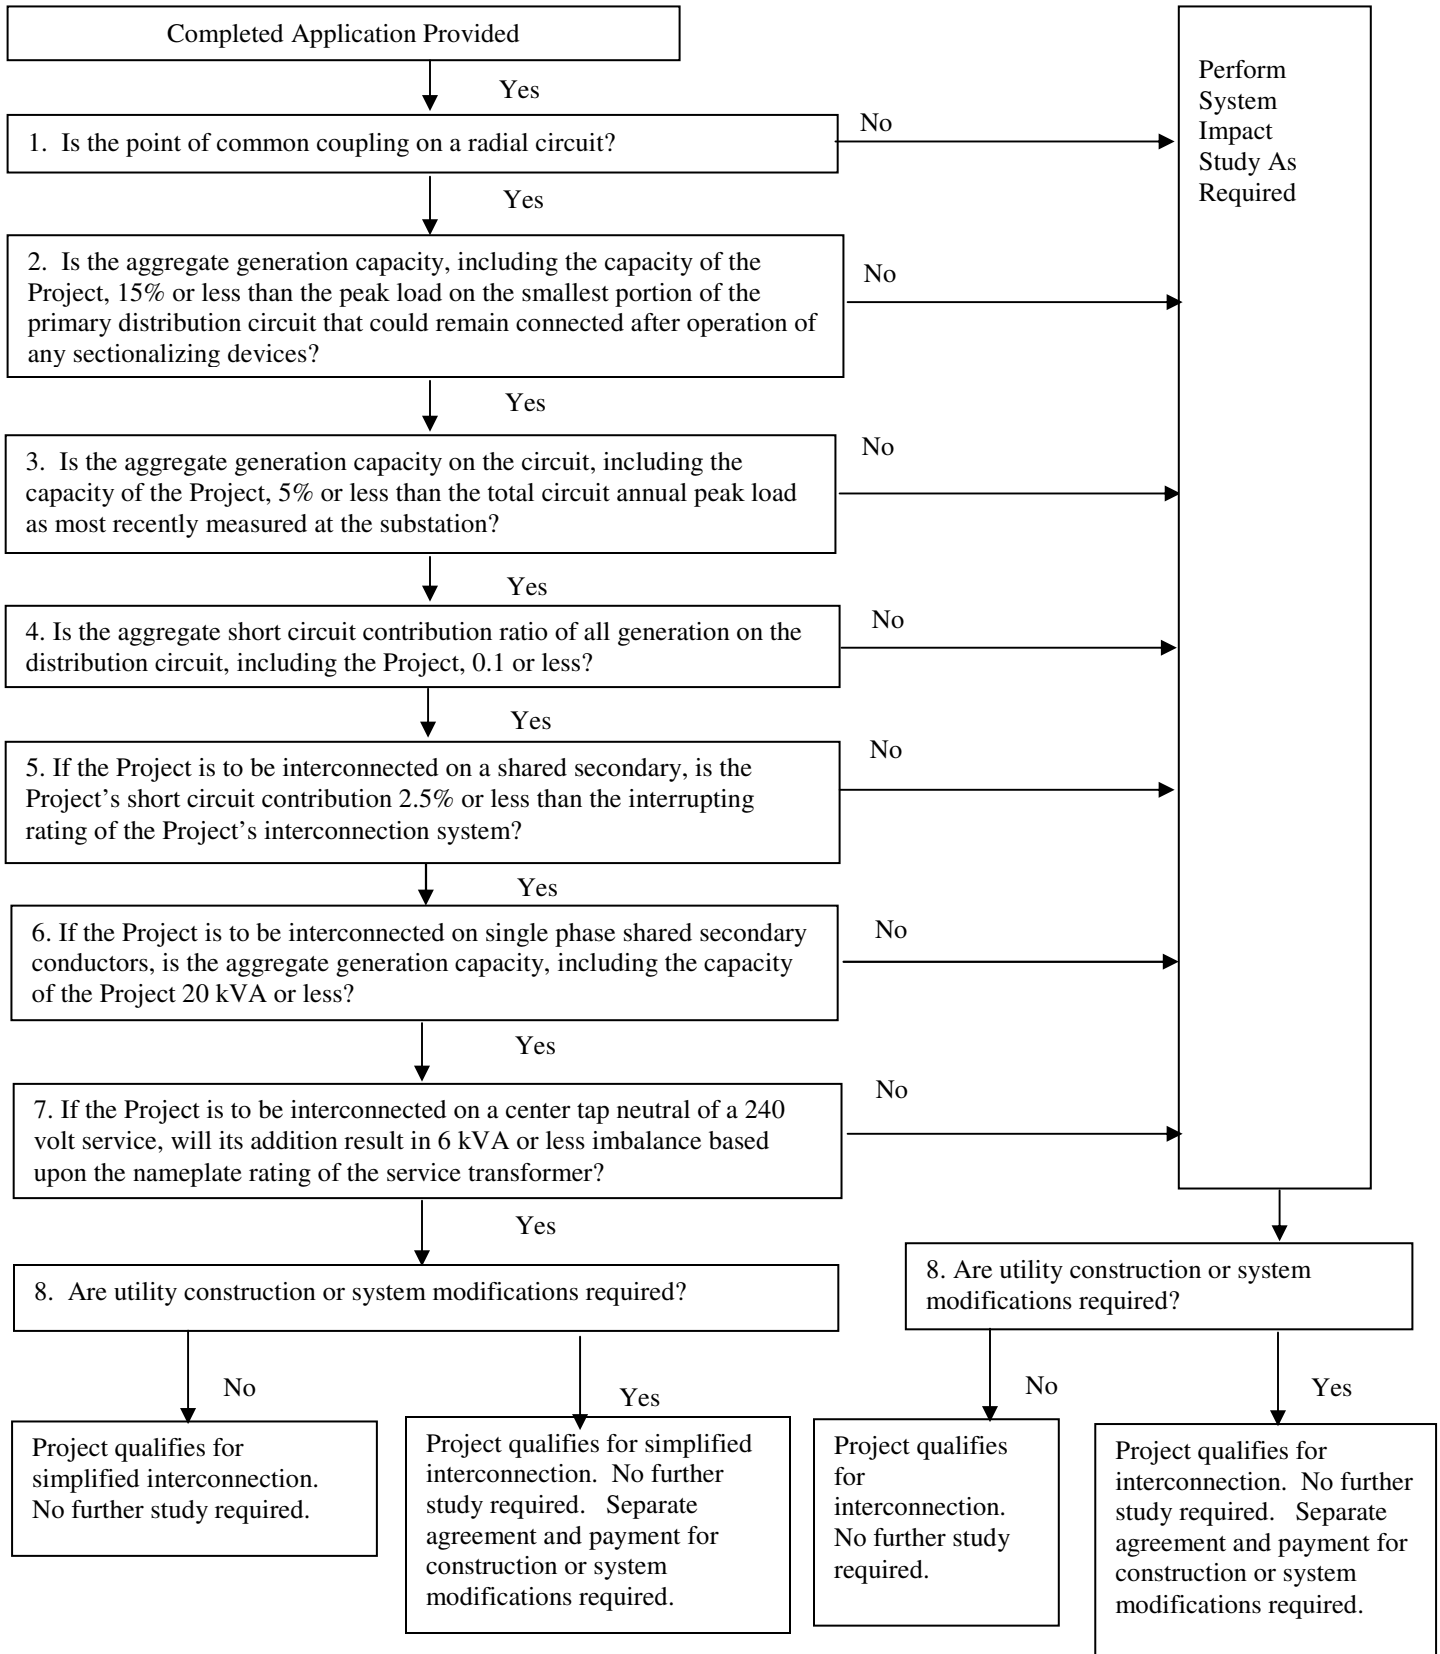 Completed Application Provided
Yes
1. Is the point of common coupling on a radial circuit?
No
Perform
System
Impact
Study As
Required
Yes
2. Is the aggregate generation capacity, including the capacity of the
Project, 15% or less than the peak load on the smallest portion of the
primary distribution circuit that could remain connected after operation of
any sectionalizing devices?
No
Yes
3. Is the aggregate generation capacity on the circuit, including the
capacity of the Project, 5% or less than the total circuit annual peak load
as most recently measured at the substation?
No
Yes
4. Is the aggregate short circuit contribution ratio of all generation on the
distribution circuit, including the Project, 0.1 or less?
No
Yes
5. If the Project is to be interconnected on a shared secondary, is the
Project's short circuit contribution 2.5% or less than the interrupting
rating of the Project's interconnection system?
No
Yes
6. If the Project is to be interconnected on single phase shared secondary
conductors, is the aggregate generation capacity, including the capacity
of the Project 20 kVA or less?
No
Yes
7. If the Project is to be interconnected on a center tap neutral of a 240
volt service, will its addition result in 6 kVA or less imbalance based
upon the nameplate rating of the service transformer?
No
Yes
8. Are utility construction or system modifications required?
8. Are utility construction or system
modifications required?
No
Yes
No
Yes
Project qualifies for
simplified interconnection.
No further study required.
Project qualifies for simplified
interconnection. No further
study required. Separate
agreement and payment for
construction or system
modifications required.
Project qualifies
for
interconnection.
No further study
required.
Project qualifies for
interconnection. No further
study required. Separate
agreement and payment for
construction or system
modifications required.